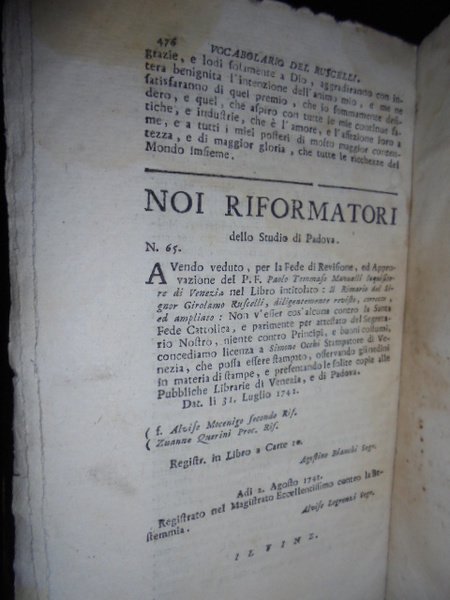 476 VOCABOLARIO DEL RUSCELLI.
grazie, e lodi solamente a Dio, aggradiranno con in-
tera benignita l'intenzione dell'animo mio, e me ne
satisfaranno di quel premio, che io sommamente desi-
dero, e quel, che aspiro con tutte le mie continue fa-
tiche, e industrie, che è l'amore, e l'affezion loro a
me, e a tutti i miei posteri di molto maggior conten-
tezza, e di maggior gloria, che tutte le ricchezze del
Mondo insieme.
NOI RIFORMATORI
dello Studio di Padova.
N. 65.
AVendo veduto, per la Fede di Revisione, ed Appro-
vazione del P. F. Paolo Tommaso Manuelli Inquisito-
re di Venezia nel Libro intitolato: Il Rimario del Si-
gnor Girolamo Ruscelli, diligentemente revisto, corretto,
ed ampliato: Non v'esser cos'alcuna contro la Santa
Fede Cattolica, e parimente per attestato del Segreta-
rio Nostro, niente contro Principi, e buoni costumi,
concediamo licenza a Simone Occhi Stampatore di Ve-
nezia, che possa essere stampato, osservando gli ordini
in materia di stampe, e presentando le solite copie alle
Pubbliche Librarie di Venezia, e di Padova.
Dat. li 31. Luglio 1741.
( f. Alvise Mocenigo Secondo Rif.
( Zuanne Querini Proc. Rif.
Registr. in Libro a Carte 10.
Agostino Bianchi Segr.
Adi 2. Agosto 1741.
Registrato nel Magistrato Eccellentissimo contro la Be-
stemmia.
Alvise Legrenzi Segr.
IL FINE.